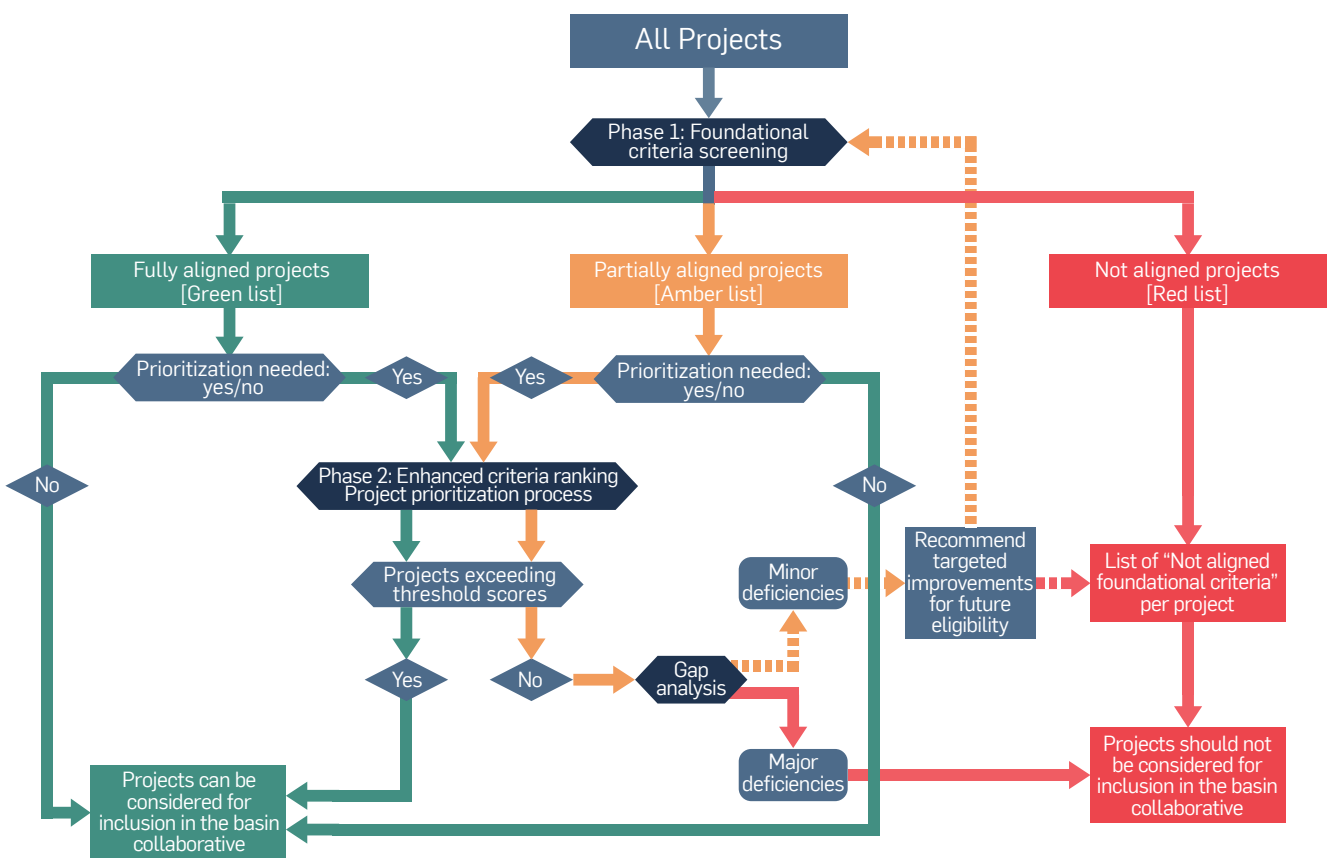 All Projects
Phase 1: Foundational
criteria screening
Fully aligned projects
[Green list]
Partially aligned projects
[Amber list]
Not aligned projects
[Red list]
Prioritization needed:
yes/no
Yes
Yes
Prioritization needed:
yes/no
No
Phase 2: Enhanced criteria ranking
Project prioritization process
No
Projects exceeding
threshold scores
Minor
deficiencies
Recommend
targeted
improvements
for future
eligibility
List of “Not aligned
foundational criteria”
per project
Yes
No
Gap
analysis
Major
deficiencies
Projects should not
be considered for
inclusion in the basin
collaborative
Projects can be
considered for
inclusion in the basin
collaborative